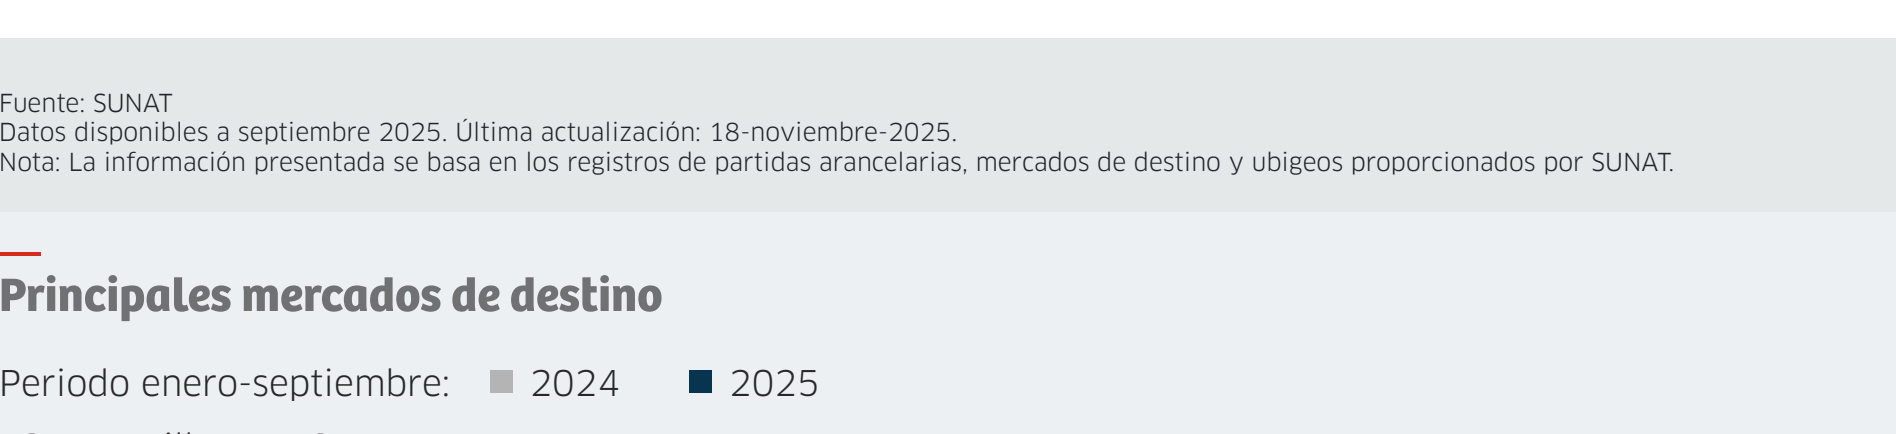 Fuente: SUNAT
Datos disponibles a septiembre 2025. Última actualización: 18-noviembre-2025.
Nota: La información presentada se basa en los registros de partidas arancelarias, mercados de destino y ubigeos proporcionados por SUNAT.
Principales mercados de destino
Periodo enero-septiembre: 2024 2025